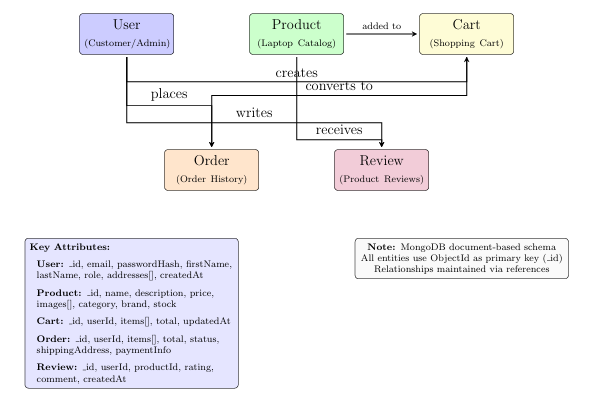 User
(Customer/Admin)
Product
(Laptop Catalog)
added to
Cart
(Shopping Cart)
creates
converts to
places
writes
receives
Order
(Order History)
Review
(Product Reviews)
Key Attributes:
User: _id, email, passwordHash, firstName,
lastName, role, addresses[], createdAt
Product: _id, name, description, price,
images[], category, brand, stock
Cart: _id, userId, items[], total, updatedAt
Order: _id, userId, items[], total, status,
shippingAddress, paymentInfo
Review: _id, userId, productId, rating,
comment, createdAt
Note: MongoDB document-based schema
All entities use ObjectId as primary key (_id)
Relationships maintained via references